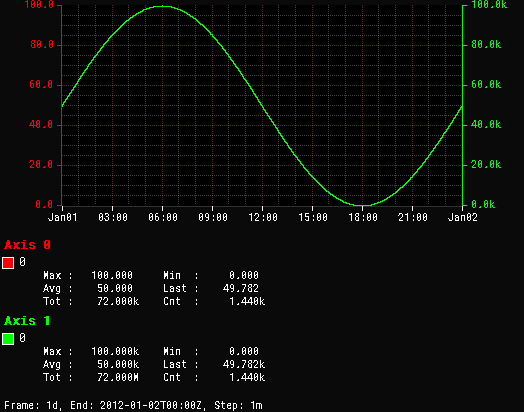 100.0 100.0k
80.0 80.0k
60.0 60.0k
40.0 40.0k
20.0 20.0k
0.0 0.0k
Jan01 03:00 06:00 09:00 12:00 15:00 18:00 21:00 Jan02
Axis 0
0
Max : 100.000 Min : 0.000
Avg : 50.000 Last : 49.782
Tot : 72.000k Cnt : 1.440k
Axis 1
0
Max : 100.000k Min : 0.000
Avg : 50.000k Last : 49.782k
Tot : 72.000M Cnt : 1.440k
Frame: 1d, End: 2012-01-02T00:00Z, Step: 1m